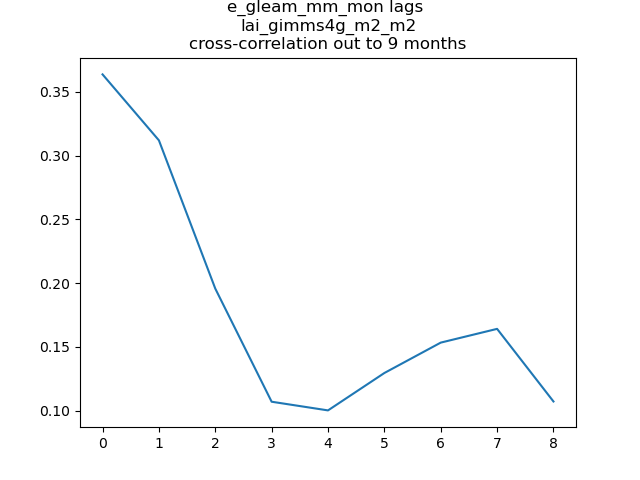 e_gleam_mm_mon lags
lai_gimms4g_m2_m2
cross-correlation out to 9 months
0.35
0.30
0.25
0.20
0.15
0.10
0 1 2 3 4 5 6 7 8